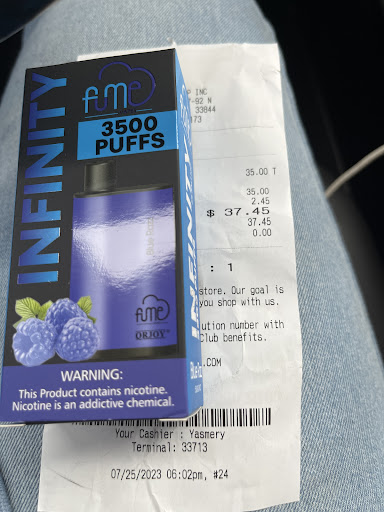 INFINITY
fume
3500
PUFFS
fume
QRJOY
WARNING:
This Product contains nicotine.
Nicotine is an addictive chemical.
INFINITY
INC
-92 N
33844
173
35.00 T
35.00
2.45
$ 37.45
37.45
0.00
: 1
store. Our goal is
you shop with us.
ution number with
Club benefits.
.COM
Your Cashier : Yasmery
Terminal: 33713
07/25/2023 06:02pm, #24